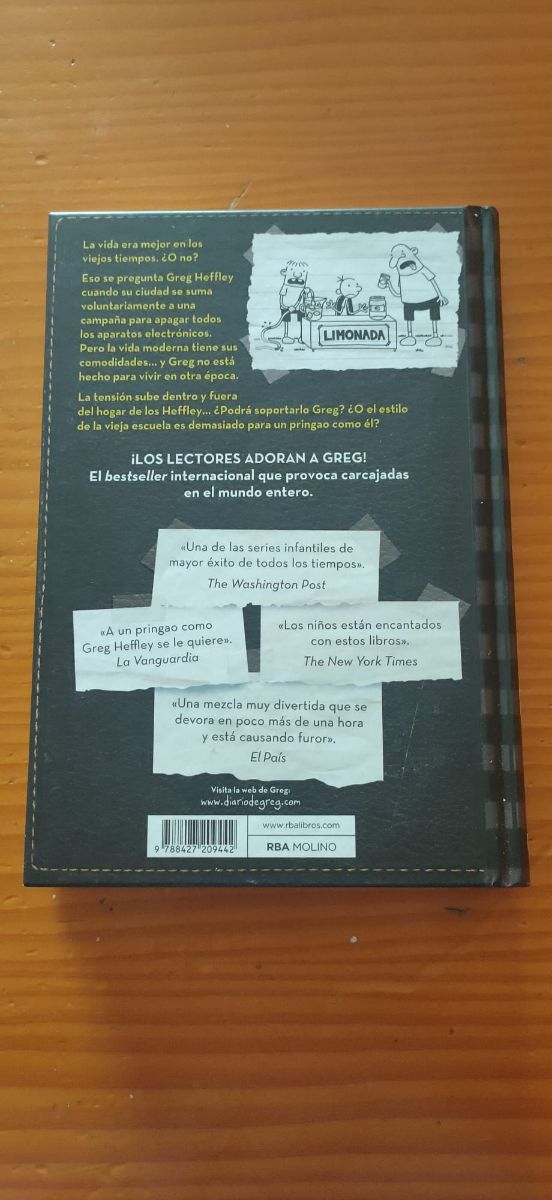 La vida era mejor en los
viejos tiempos. ¿O no?
Eso se pregunta Greg Heffley
cuando su ciudad se suma
voluntariamente a una
campaña para apagar todos
los aparatos electrónicos.
Pero la vida moderna tiene sus
comodidades... y Greg no está
hecho para vivir en otra época.
La tensión sube dentro y fuera
del hogar de los Heffley... ¿Podrá soportarlo Greg? ¿O el estilo
de la vieja escuela es demasiado para un pringao como él?
LIMONADA
¡LOS LECTORES ADORAN A GREG!
El bestseller internacional que provoca carcajadas
en el mundo entero.
«Una de las series infantiles de
mayor éxito de todos los tiempos».
The Washington Post
«A un pringao como
Greg Heffley se le quiere».
La Vanguardia
«Los niños están encantados
con estos libros».
The New York Times
«Una mezcla muy divertida que se
devora en poco más de una hora
y está causando furor».
El País
Visita la web de Greg:
www.diariodegreg.com
9 788427 209442
www.rbalibros.com
RBA MOLINO